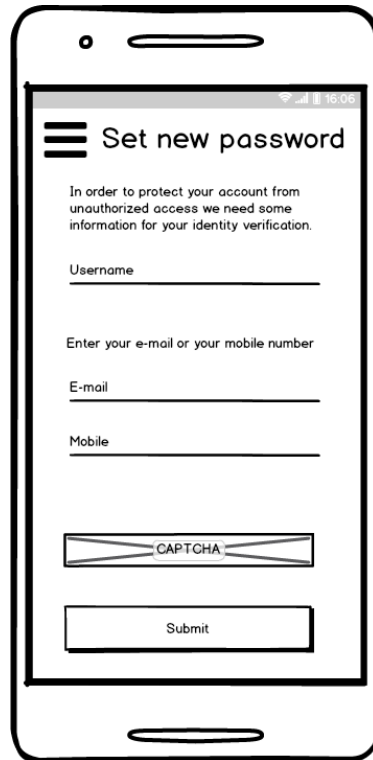 16:06
Set new password
In order to protect your account from
unauthorized access we need some
information for your identity verification.
Username
Enter your e-mail or your mobile number
E-mail
Mobile
CAPTCHA
Submit